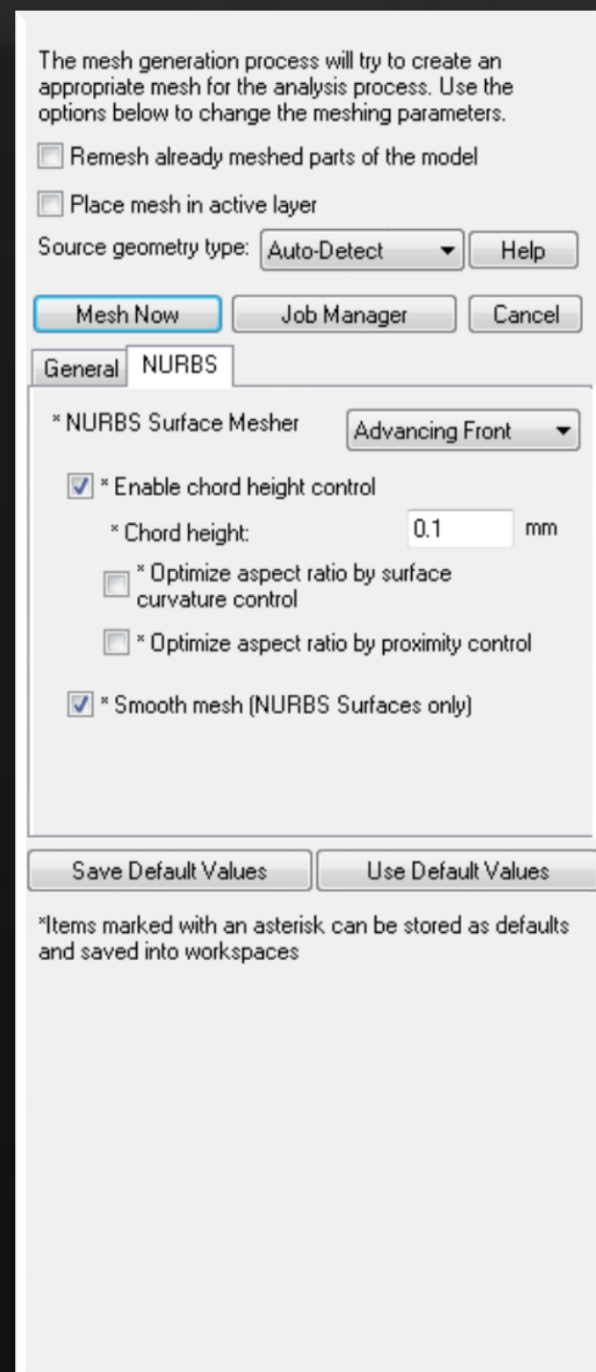 The mesh generation process will try to create an
appropriate mesh for the analysis process. Use the
options below to change the meshing parameters.
Remesh already meshed parts of the model
Place mesh in active layer
Source geometry type: Auto-Detect Help
Mesh Now Job Manager Cancel
General NURBS
* NURBS Surface Mesher Advancing Front
* Enable chord height control
* Chord height: 0.1 mm
* Optimize aspect ratio by surface
curvature control
* Optimize aspect ratio by proximity control
* Smooth mesh (NURBS Surfaces only)
Save Default Values Use Default Values
*Items marked with an asterisk can be stored as defaults
and saved into workspaces